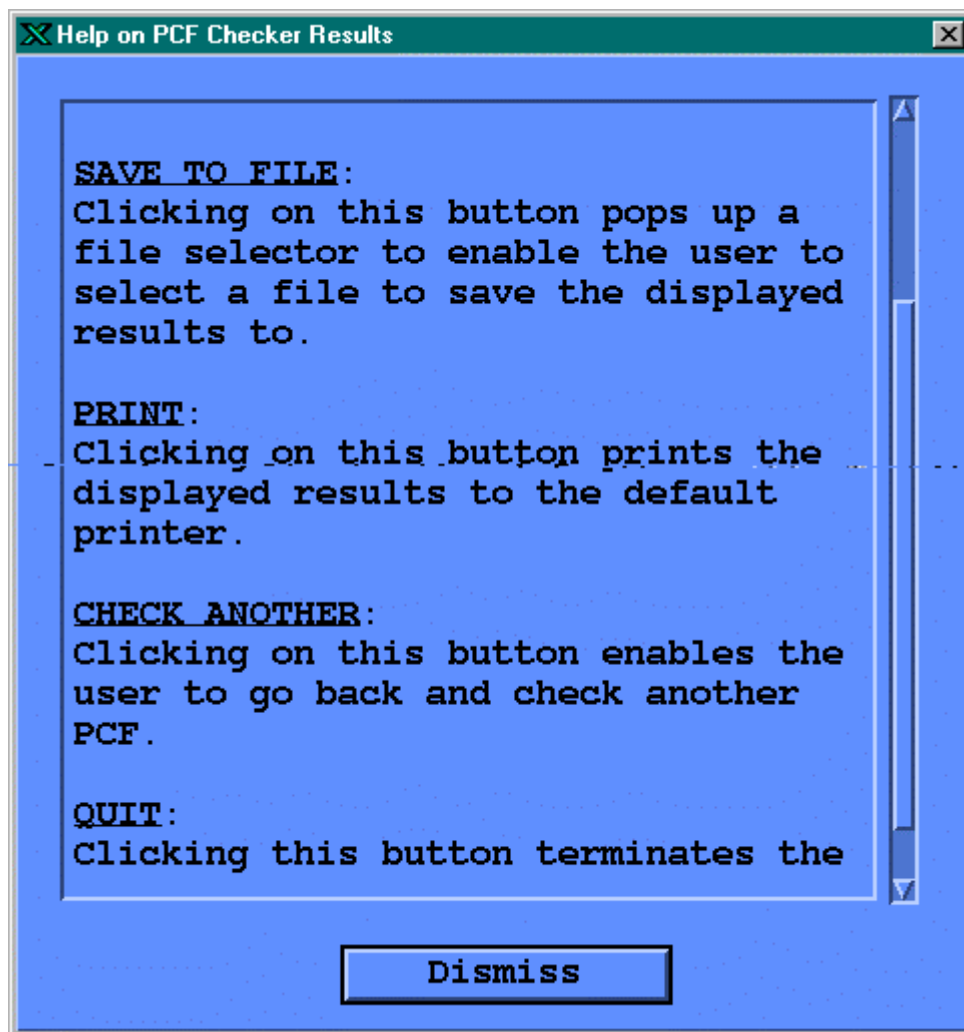 Help on PCF Checker Results
SAVE TO FILE:
Clicking on this button pops up a
file selector to enable the user to
select a file to save the displayed
results to.
PRINT:
Clicking on this button prints the
displayed results to the default
printer.
CHECK ANOTHER:
Clicking on this button enables the
user to go back and check another
PCF.
QUIT:
Clicking this button terminates the
Dismiss